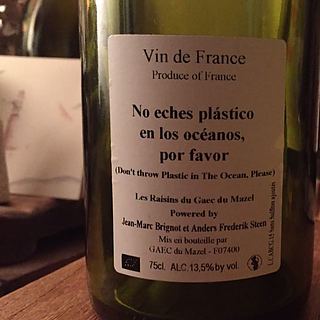 Vin de France
Produce of France
No eches plástico
en los océanos,
por favor
(Don't throw Plastic in The Ocean, Please)
Les Raisins du Gaec du Mazel
Powered by
Jean-Marc Brignot et Anders Frederik Steen
Mis en bouteille par
GAEC du Mazel - F07400
75cl. ALC.13,5% by vol.